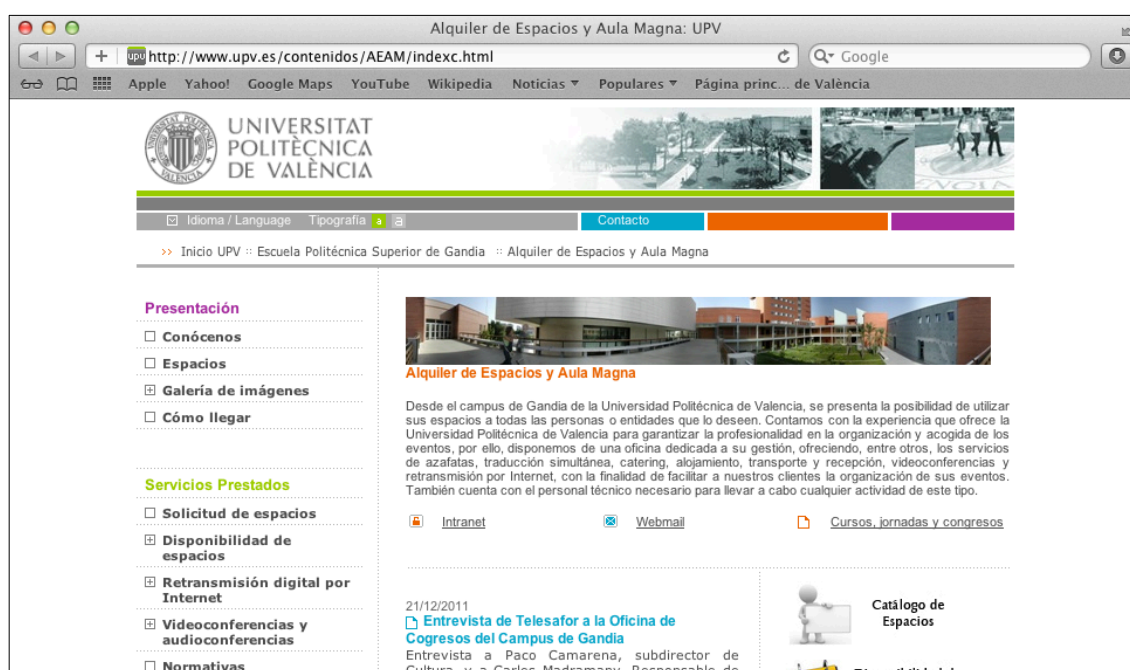 Alquiler de Espacios y Aula Magna: UPV
http://www.upv.es/contenidos/AEAM/indexc.html
Google
Apple Yahoo! Google Maps YouTube Wikipedia Noticias Populares Página princ... de València
UNIVERSITAT
POLITÈCNICA
DE VALÈNCIA
Idioma / Language Tipografía a a
Contacto
>> Inicio UPV :: Escuela Politécnica Superior de Gandia :: Alquiler de Espacios y Aula Magna
Presentación
Conócenos
Espacios
Galería de imágenes
Cómo llegar
Servicios Prestados
Solicitud de espacios
Disponibilidad de
espacios
Retransmisión digital por
Internet
Videoconferencias y
audioconferencias
Normativas
Alquiler de Espacios y Aula Magna
Desde el campus de Gandia de la Universidad Politécnica de Valencia, se presenta la posibilidad de utilizar
sus espacios a todas las personas o entidades que lo deseen. Contamos con la experiencia que ofrece la
Universidad Politécnica de Valencia para garantizar la profesionalidad en la organización y acogida de los
eventos, por ello, disponemos de una oficina dedicada a su gestión, ofreciendo, entre otros, los servicios
de azafatas, traducción simultánea, catering, alojamiento, transporte y recepción, videoconferencias y
retransmisión por Internet, con la finalidad de facilitar a nuestros clientes la organización de sus eventos.
También cuenta con el personal técnico necesario para llevar a cabo cualquier actividad de este tipo.
Intranet
Webmail
Cursos, jornadas y congresos
21/12/2011
Entrevista de Telesafor a la Oficina de
Cogresos del Campus de Gandia
Entrevista a Paco Camarena, subdirector de
Cultura, y a Carlos Madramany, Responsable de
Catálogo de
Espacios